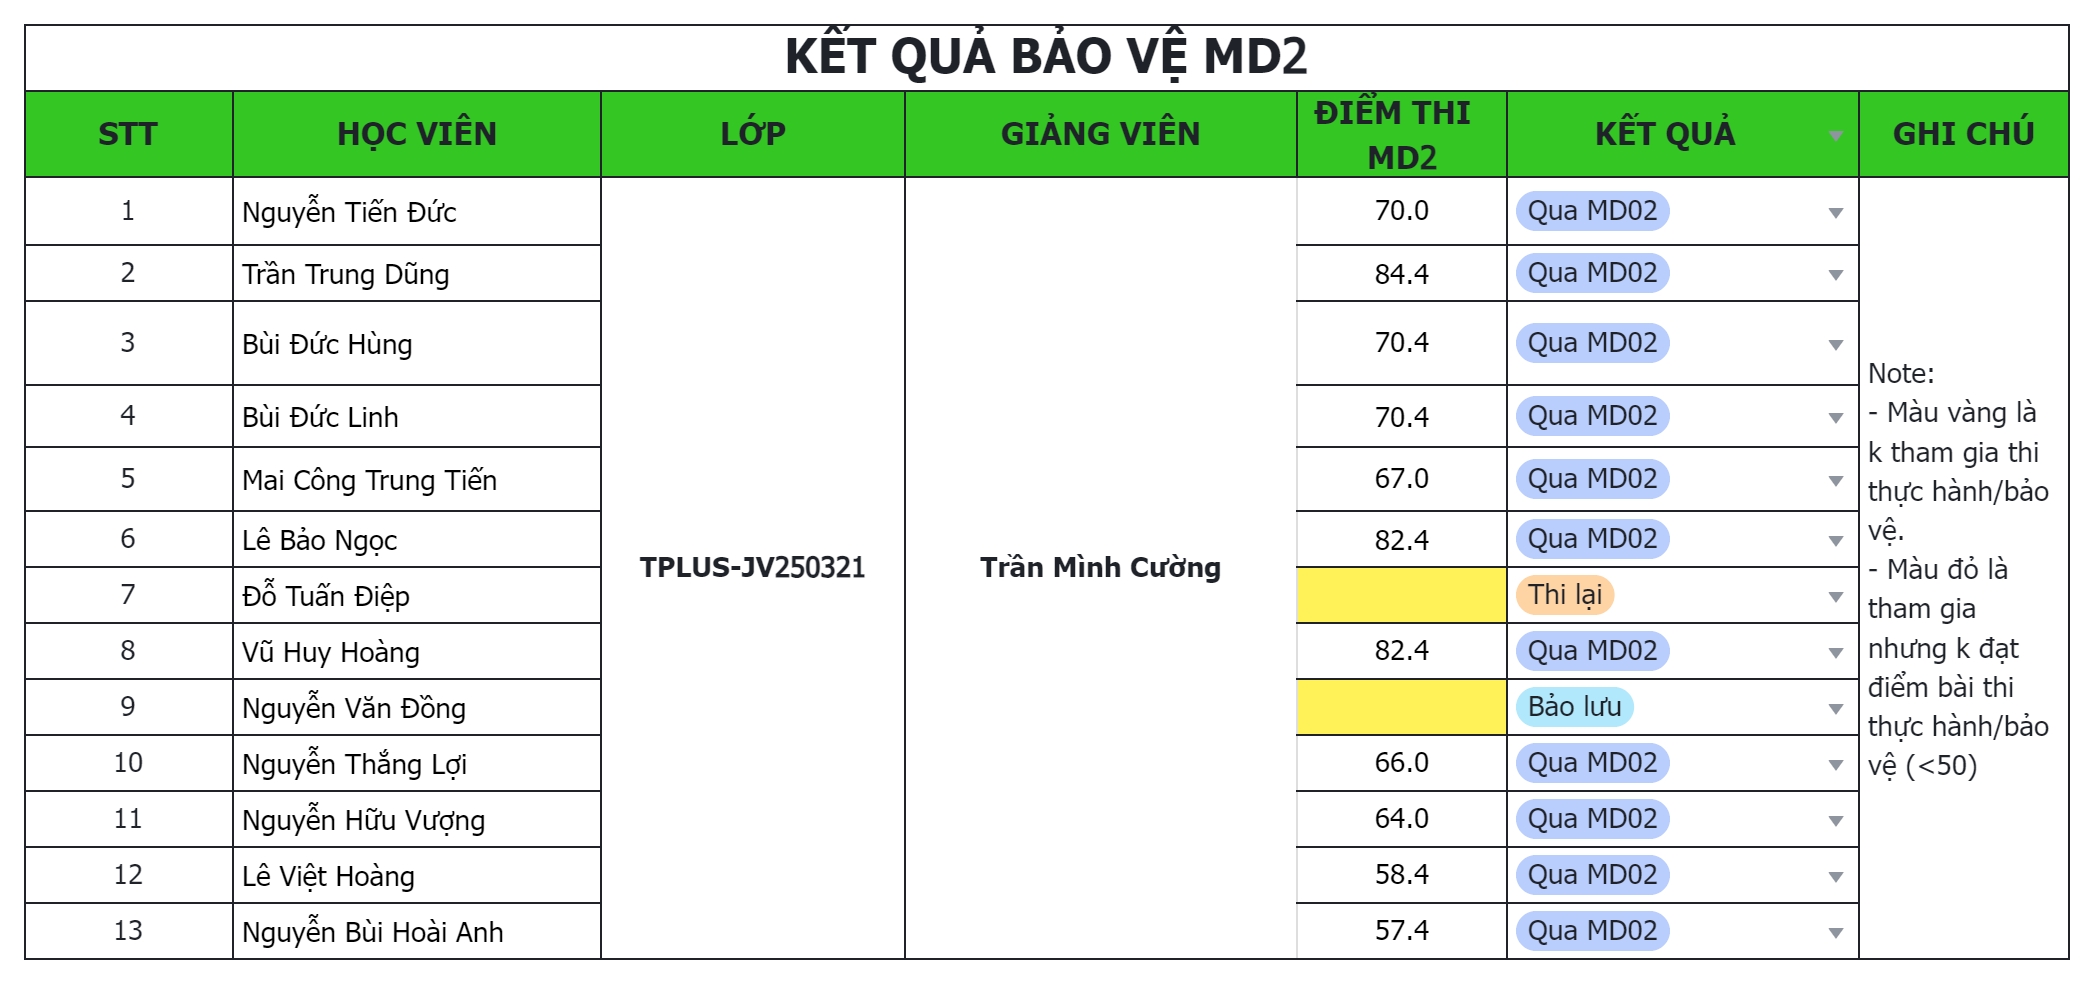 KẾT QUẢ BẢO VỆ MD2
STT HỌC VIÊN LỚP GIẢNG VIÊN ĐIỂM THI MD2 KẾT QUẢ GHI CHÚ
1 Nguyễn Tiến Đức 70.0 Qua MD02
2 Trần Trung Dũng 84.4 Qua MD02
3 Bùi Đức Hùng 70.4 Qua MD02
4 Bùi Đức Linh 70.4 Qua MD02
5 Mai Công Trung Tiến 67.0 Qua MD02
6 Lê Bảo Ngọc 82.4 Qua MD02
7 Đỗ Tuấn Điệp Thi lại
8 Vũ Huy Hoàng 82.4 Qua MD02
9 Nguyễn Văn Đồng Bảo lưu
10 Nguyễn Thắng Lợi 66.0 Qua MD02
11 Nguyễn Hữu Vượng 64.0 Qua MD02
12 Lê Việt Hoàng 58.4 Qua MD02
13 Nguyễn Bùi Hoài Anh 57.4 Qua MD02
TPLUS-JV250321
Trần Mình Cường
Note:
- Màu vàng là
k tham gia thi
thực hành/bảo
vệ.
- Màu đỏ là
tham gia
nhưng k đạt
điểm bài thi
thực hành/bảo
vệ (<50)